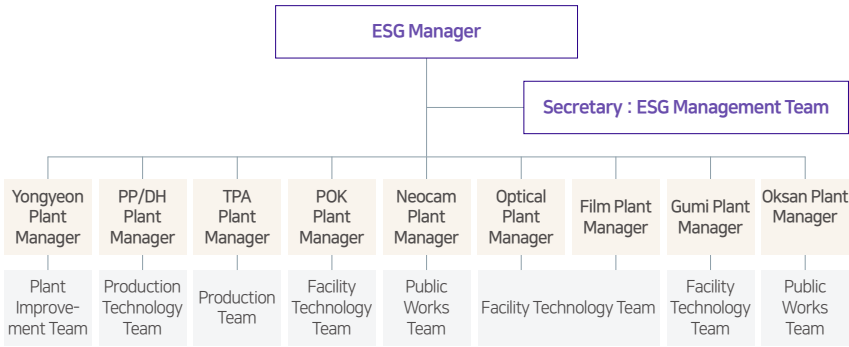 ESG Manager
Secretary : ESG Management Team
Yongyeon
Plant
Manager
PP/DH
Plant
Manager
TPA
Plant
Manager
POK
Plant
Manager
Neocam
Plant
Manager
Optical
Plant
Manager
Film Plant
Manager
Gumi Plant
Manager
Oksan Plant
Manager
Plant
Improve-
ment Team
Production
Technology
Team
Production
Team
Facility
Technology
Team
Public
Works
Team
Facility Technology Team
Facility
Technology
Team
Public
Works
Team